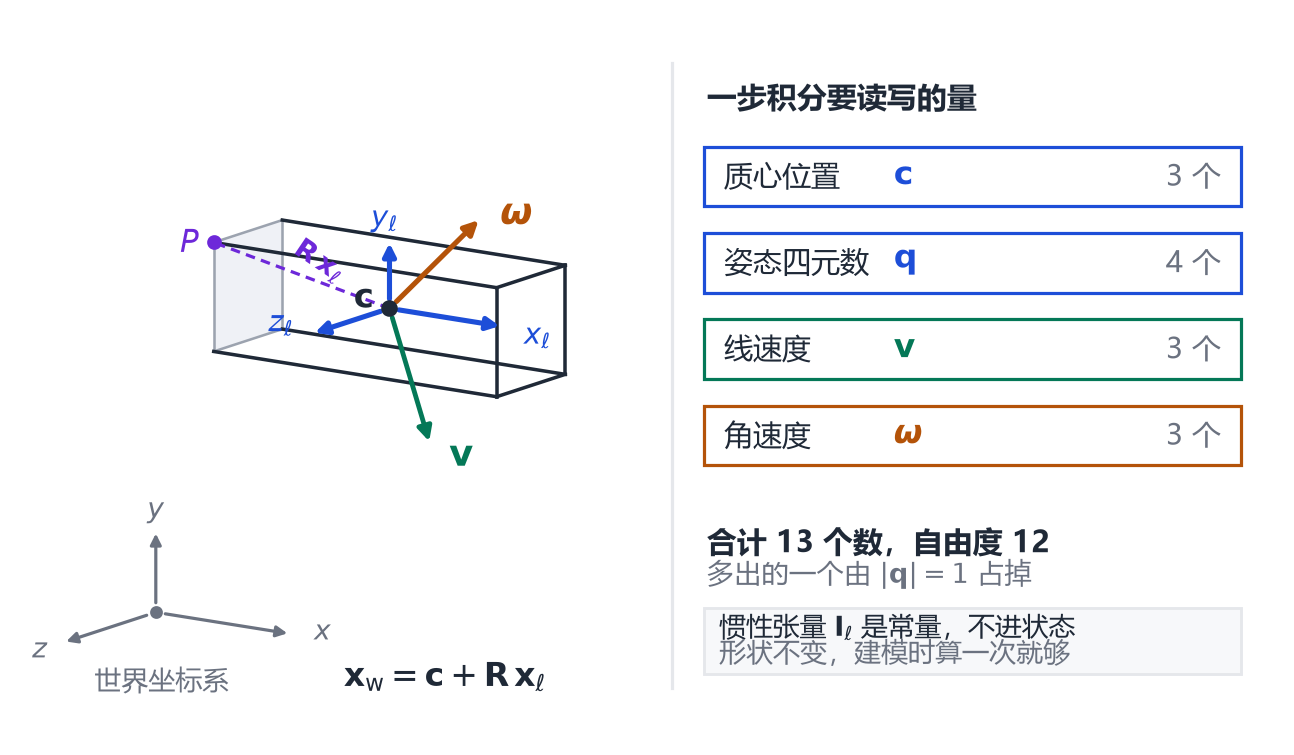 P
R x_ℓ
y_ℓ
ω
c
z_ℓ
x_ℓ
v
y
x
z
世界坐标系
x_w = c + R x_ℓ
一步积分要读写的量
质心位置 c 3 个
姿态四元数 q 4 个
线速度 v 3 个
角速度 ω 3 个
合计 13 个数，自由度 12
多出的一个由 |q| = 1 占掉
惯性张量 I_ℓ 是常量，不进状态
形状不变，建模时算一次就够